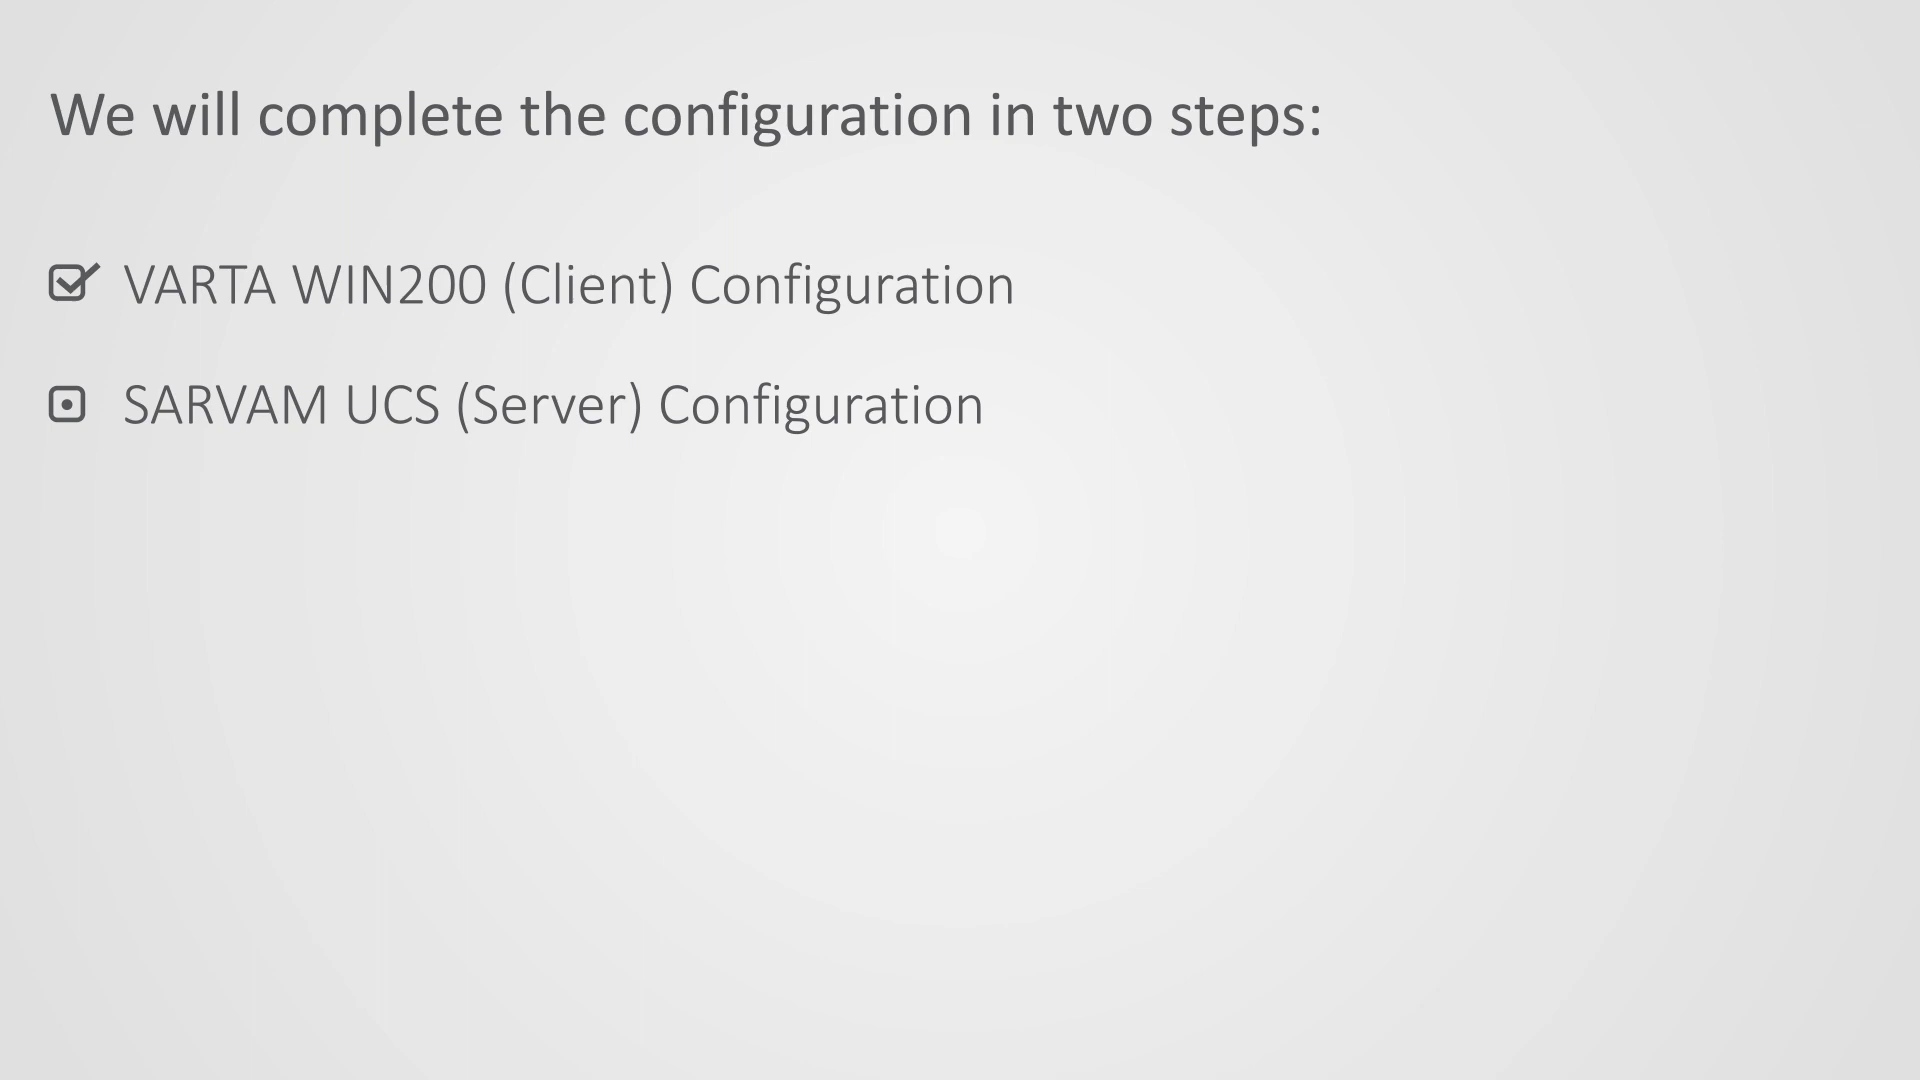 We will complete the configuration in two steps:
VARTA WIN200 (Client) Configuration
SARVAM UCS (Server) Configuration